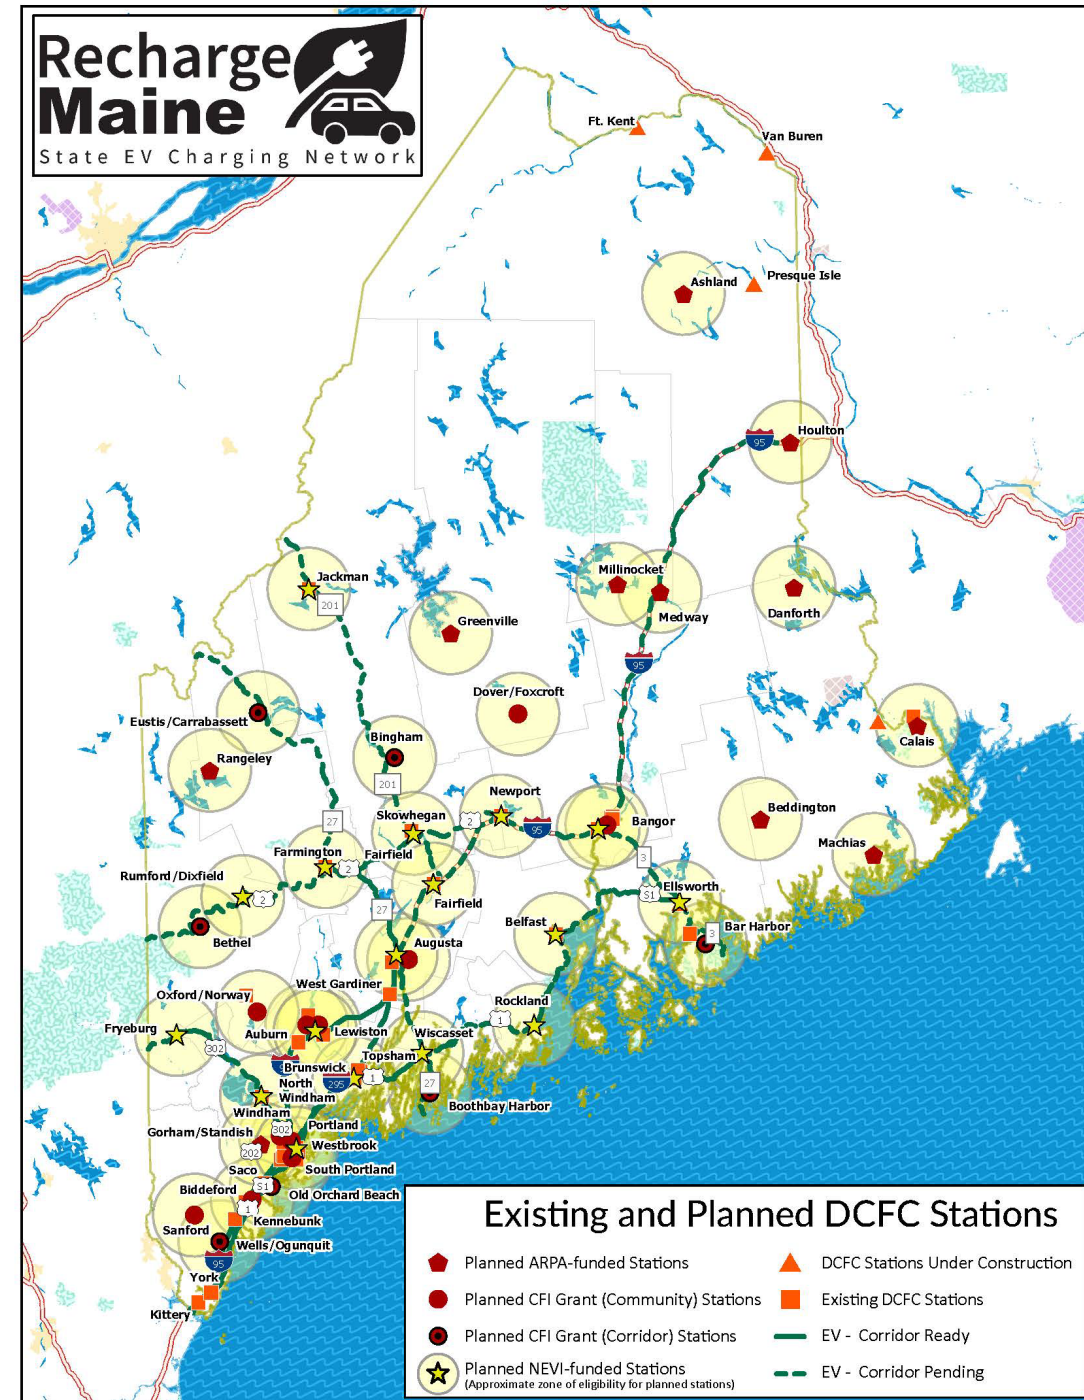 Recharge
Maine
State EV Charging Network
Ft. Kent
Van Buren
Ashland
Presque Isle
Houlton
95
Jackman
201
Millinocket
Medway
Danforth
Greenville
95
Dover/Foxcroft
Eustis/Carrabassett
Rangeley
Bingham
201
Calais
27
Newport
Skowhegan
2
95
Bangor
Beddington
Machias
Farmington
Fairfield
2
3
Rumford/Dixfield
2
27
Fairfield
Ellsworth
S1
Bethel
Belfast
Bar Harbor
3
Augusta
West Gardiner
Oxford/Norway
Fryeburg
Auburn
Lewiston
Rockland
1
Wiscasset
302
Topsham
Brunswick
295
1
North
Windham
27
Windham
Boothbay Harbor
Gorham/Standish
302
Portland
202
Westbrook
Saco
South Portland
Biddeford
S1
Old Orchard Beach
1
Sanford
Kennebunk
Wells/Ogunquit
95
York
Kittery
Existing and Planned DCFC Stations
Planned ARPA-funded Stations
Planned CFI Grant (Community) Stations
Planned CFI Grant (Corridor) Stations
Planned NEVI-funded Stations
(Approximate zone of eligibility for planned stations)
DCFC Stations Under Construction
Existing DCFC Stations
EV - Corridor Ready
EV - Corridor Pending